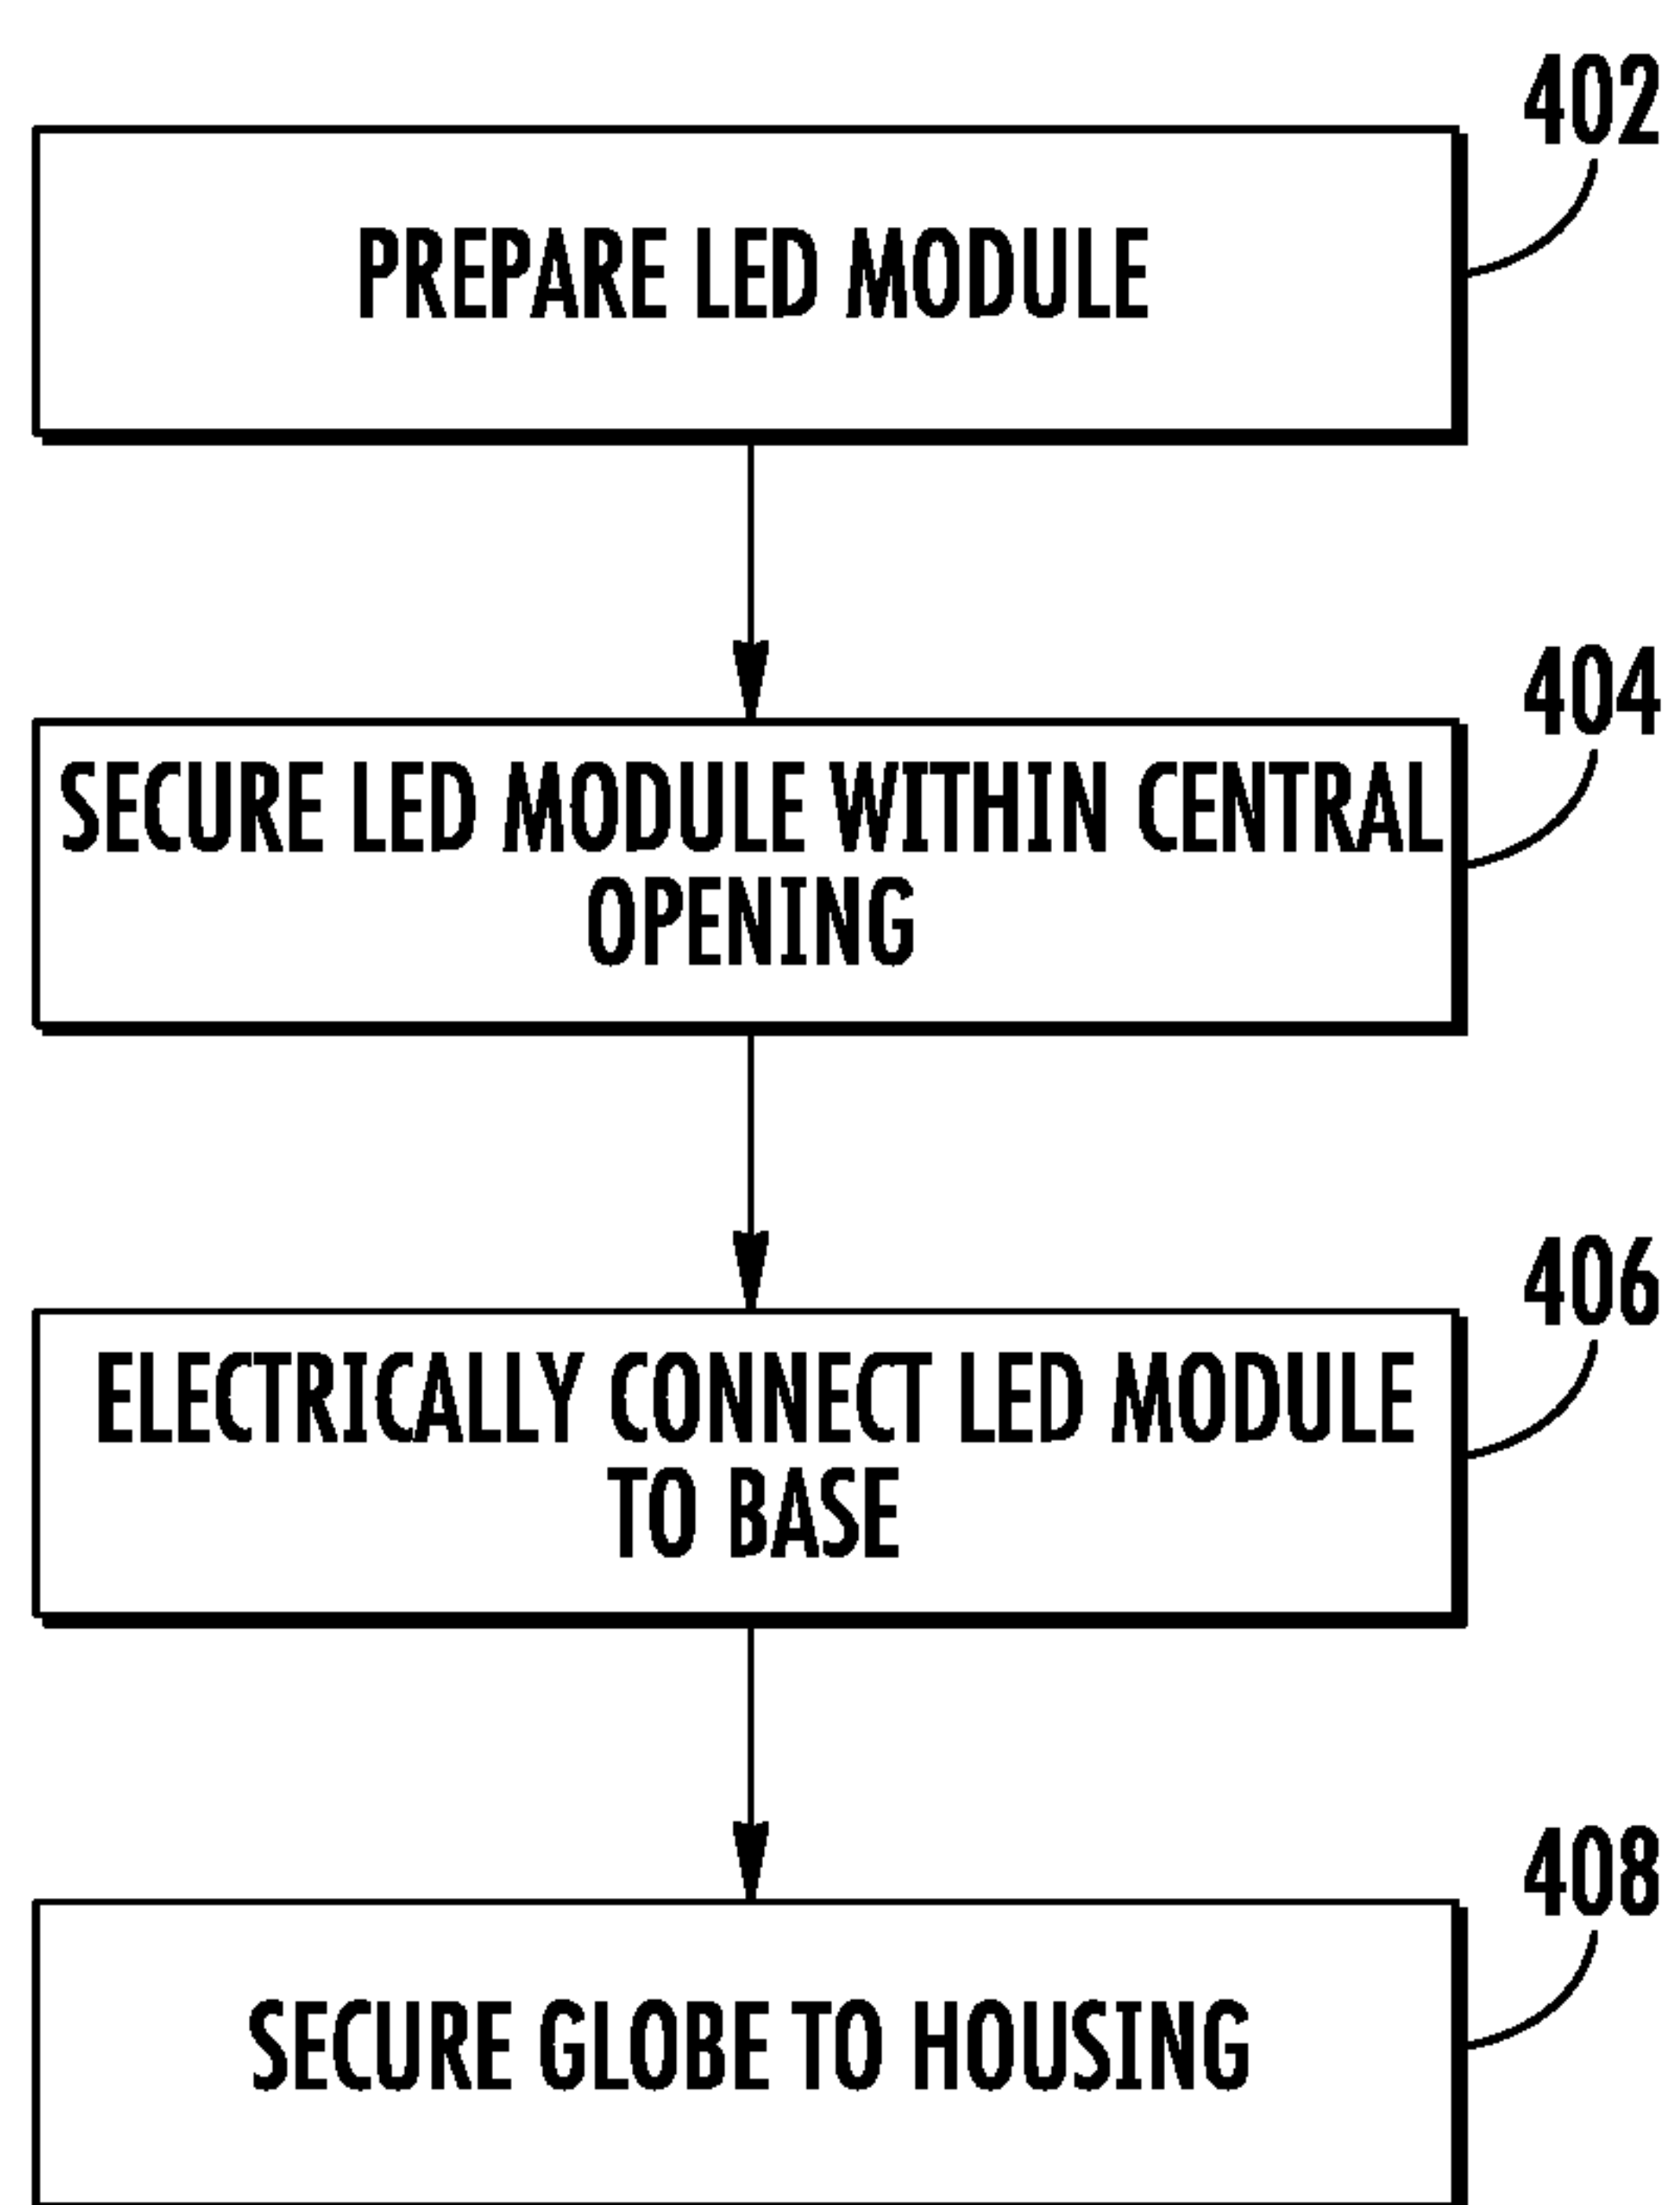 402
PREPARE LED MODULE
404
SECURE LED MODULE WITHIN CENTRAL
OPENING
406
ELECTRICALLY CONNECT LED MODULE
TO BASE
408
SECURE GLOBE TO HOUSING